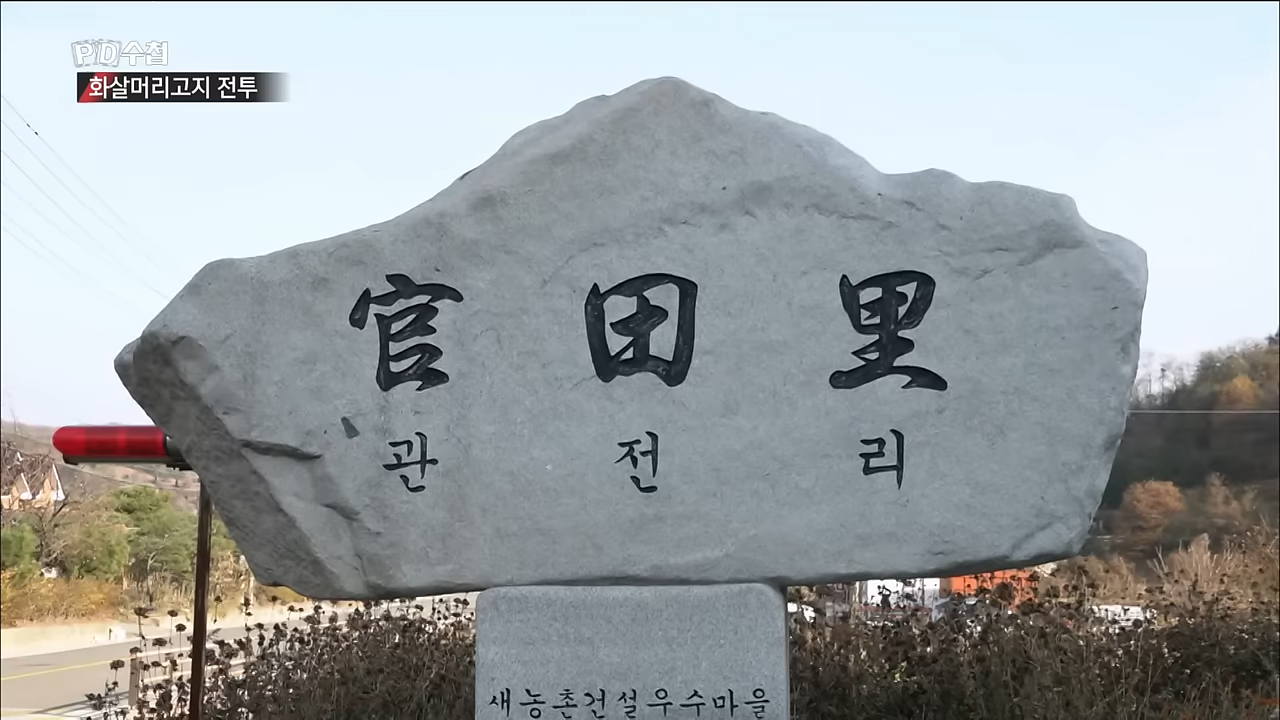 PD수첩
화살머리고지 전투
官田里
관전리
새농촌건설우수마을